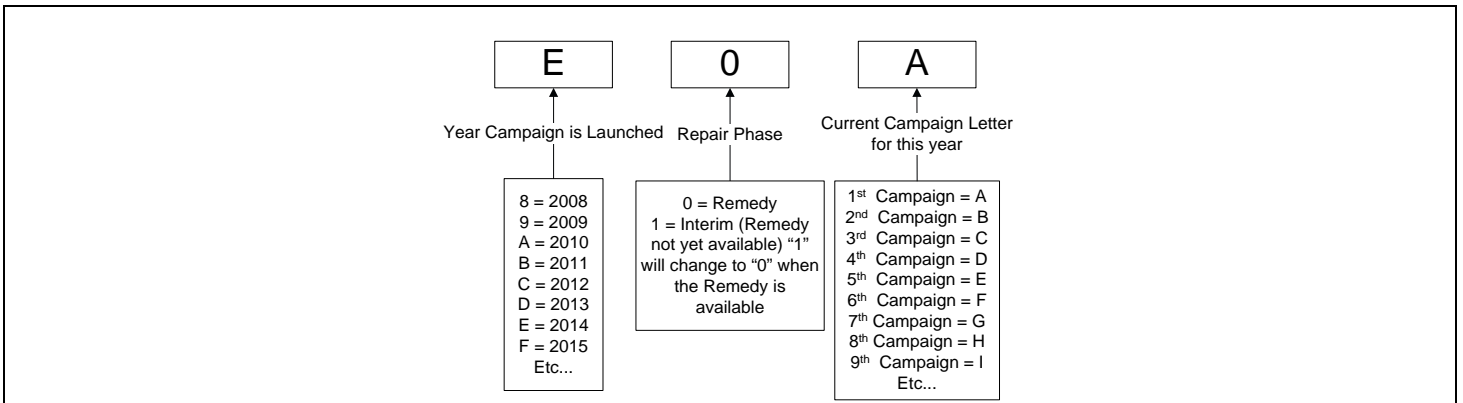 E
0
A
Year Campaign is Launched
Repair Phase
Current Campaign Letter
for this year
8 = 2008
9 = 2009
A = 2010
B = 2011
C = 2012
D = 2013
E = 2014
F = 2015
Etc...
0 = Remedy
1 = Interim (Remedy
not yet available) “1”
will change to “0” when
the Remedy is
available
1st Campaign = A
2nd Campaign = B
3rd Campaign = C
4th Campaign = D
5th Campaign = E
6th Campaign = F
7th Campaign = G
8th Campaign = H
9th Campaign = I
Etc...